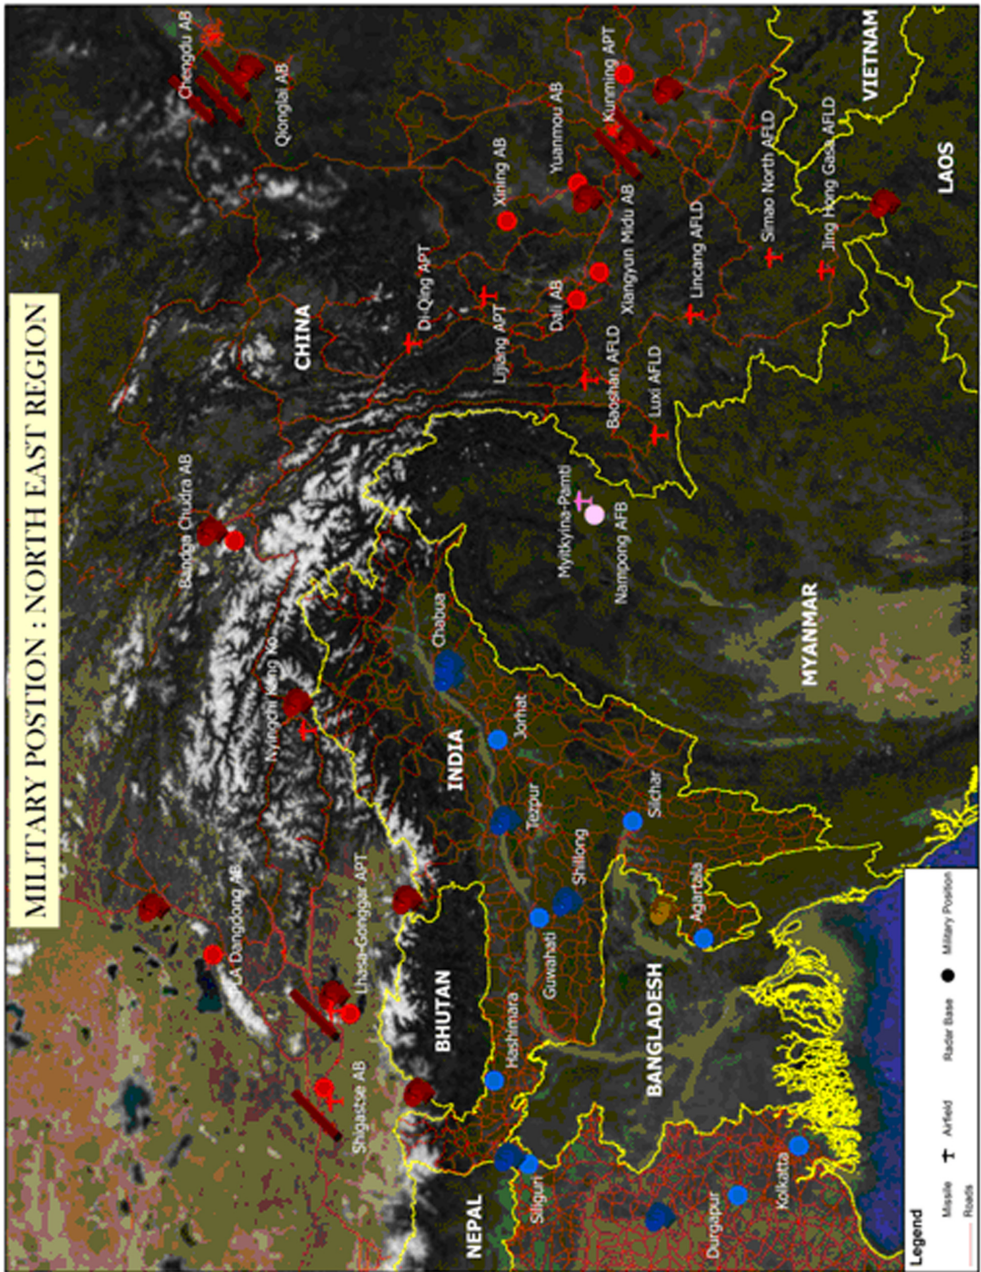 MILITARY POSTION : NORTH EAST REGION
Chengdu AB
Qionglai AB
Kunming APT
Yuanmou AB
Xining AB
VIETNAM
LAOS
Simao North AFLD
Jing Hong Gasa AFLD
Xiangyun Midu AB
Lincang AFLD
Di-Qing APT
Dali AB
Lijiang APT
CHINA
Baoshan AFLD
Luxi AFLD
Bangda Chuidra AB
Myitkyina-Pamti
Nampong AFB
MYANMAR
Chabua
Nyingchi Kang Ko
Jorhat
INDIA
Tezpur
Silchar
Shillong
Lhasa-Gonggar APT
Agartala
Guwahati
BHUTAN
BANGLADESH
Hashimara
Shigastse AB
Siliguri
NEPAL
Kolkatta
Durgapur
Legend
Missile
Airfield
Radar Base
Military Position
Roads